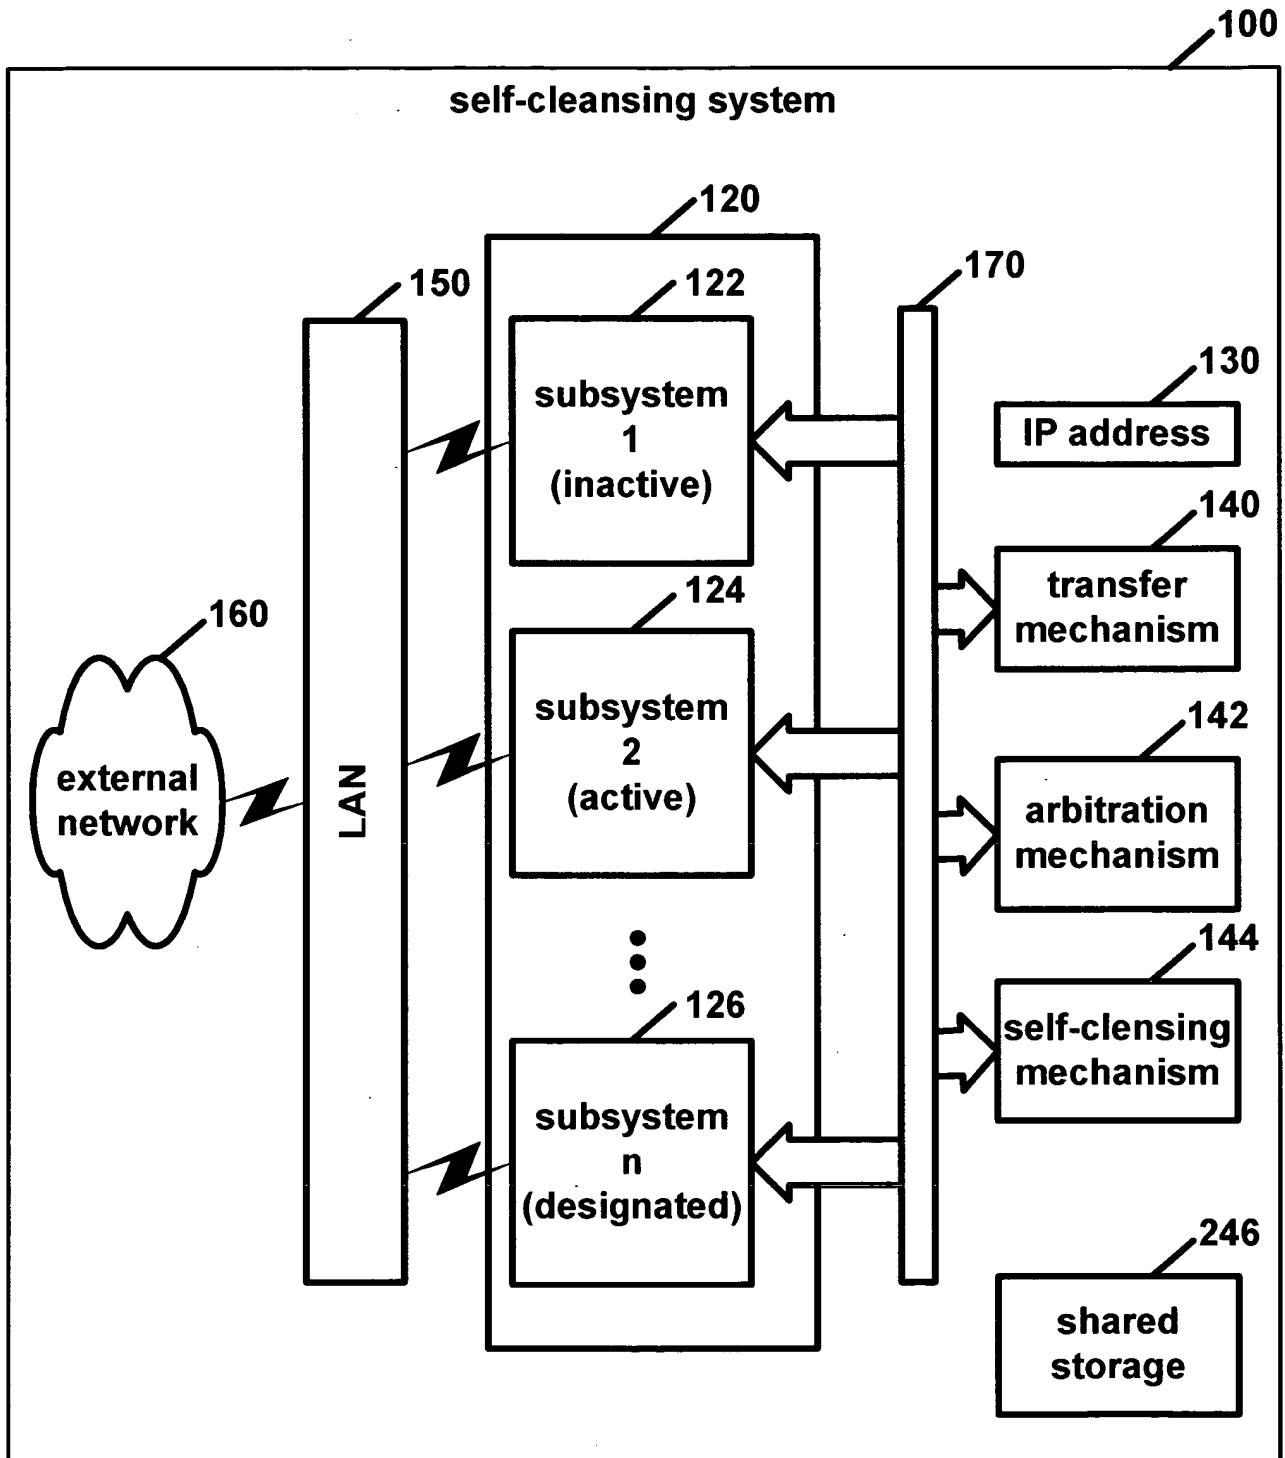 100
self-cleansing system
120
150
122
170
subsystem
1
(inactive)
130
IP address
140
transfer
mechanism
160
124
external
network
LAN
subsystem
2
(active)
142
arbitration
mechanism
144
self-clensing
mechanism
126
subsystem
n
(designated)
246
shared
storage